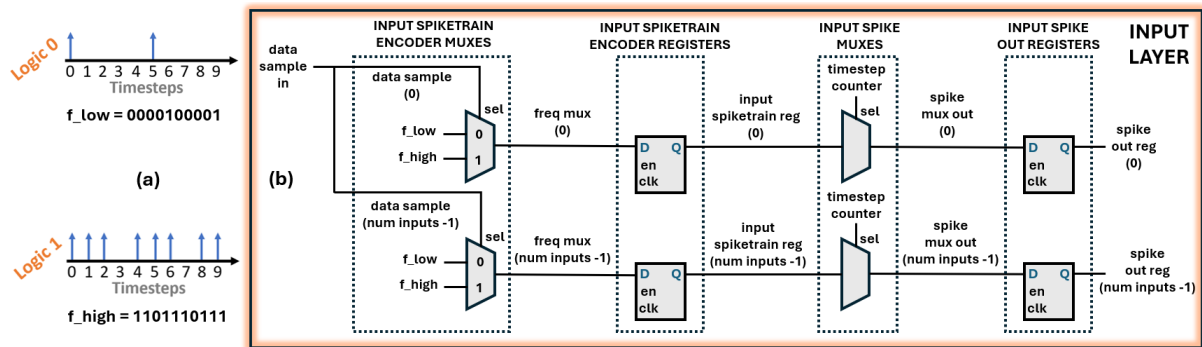 Logic 0
0 1 2 3 4 5 6 7 8 9
Timesteps
f_low = 0000100001
(a)
Logic 1
0 1 2 4 5 6 8 9
Timesteps
f_high = 1101110111
(b)
INPUT SPIKETRAIN
ENCODER MUXES
INPUT SPIKETRAIN
ENCODER REGISTERS
INPUT SPIKE
MUXES
INPUT SPIKE
OUT REGISTERS
INPUT
LAYER
data
sample
in
data sample
(0)
sel
f_low
0
f_high
1
freq mux
(0)
D Q
en
clk
input
spiketrain reg
(0)
timestep
counter
sel
spike
mux out
(0)
D Q
en
clk
spike
out reg
(0)
data sample
(num inputs -1)
sel
f_low
0
f_high
1
freq mux
(num inputs -1)
D Q
en
clk
input
spiketrain reg
(num inputs -1)
timestep
counter
sel
spike
mux out
(num inputs -1)
D Q
en
clk
spike
out reg
(num inputs -1)